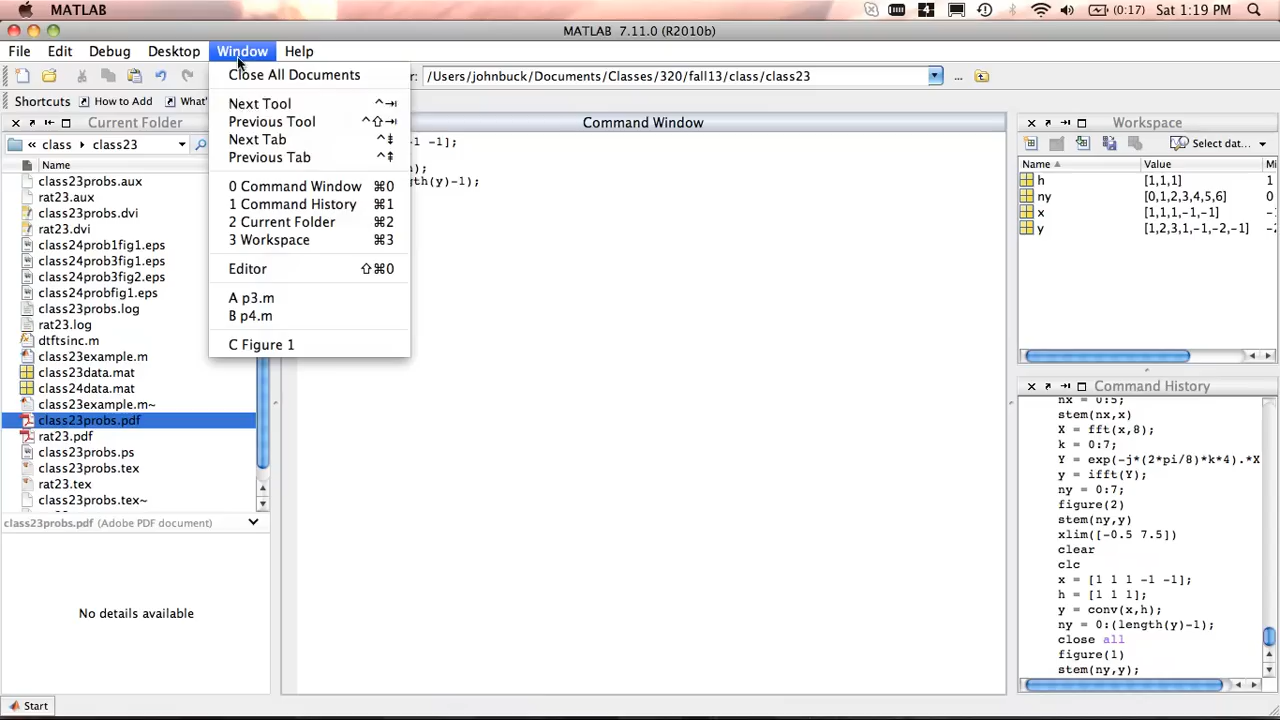 MATLAB
(0:17) Sat 1:19 PM
MATLAB 7.11.0 (R2010b)
File Edit Debug Desktop Window Help
/Users/johnbuck/Documents/Classes/320/fall13/class/class23
...
Shortcuts How to Add What'
Close All Documents
Next Tool
Previous Tool
Next Tab
Previous Tab
0 Command Window ⌘0
1 Command History ⌘1
2 Current Folder ⌘2
3 Workspace ⌘3
Editor ⇧⌘0
A p3.m
B p4.m
C Figure 1
Current Folder
« class ▸ class23
Name
class23probs.aux
rat23.aux
class23probs.dvi
rat23.dvi
class24prob1fig1.eps
class24prob3fig1.eps
class24prob3fig2.eps
class24probfig1.eps
class23probs.log
rat23.log
dtftsinc.m
class23example.m
class23data.mat
class24data.mat
class23example.m~
class23probs.pdf
rat23.pdf
class23probs.ps
class23probs.tex
rat23.tex
class23probs.tex~
class23probs.pdf (Adobe PDF document)
No details available
Start
Command Window
-1];
);
(y)-1);
Workspace
Select dat...
Name Value Mi
h [1,1,1] 1
ny [0,1,2,3,4,5,6] 0
x [1,1,1,-1,-1]
y [1,2,3,1,-1,-2,-1]
Command History
nx = 0:5;
stem(nx,x)
X = fft(x,8);
k = 0:7;
Y = exp(-j*(2*pi/8)*k*4).*X
y = ifft(Y);
ny = 0:7;
figure(2)
stem(ny,y)
xlim([-0.5 7.5])
clear
clc
x = [1 1 1 -1 -1];
h = [1 1 1];
y = conv(x,h);
ny = 0:(length(y)-1);
close all
figure(1)
stem(ny,y);